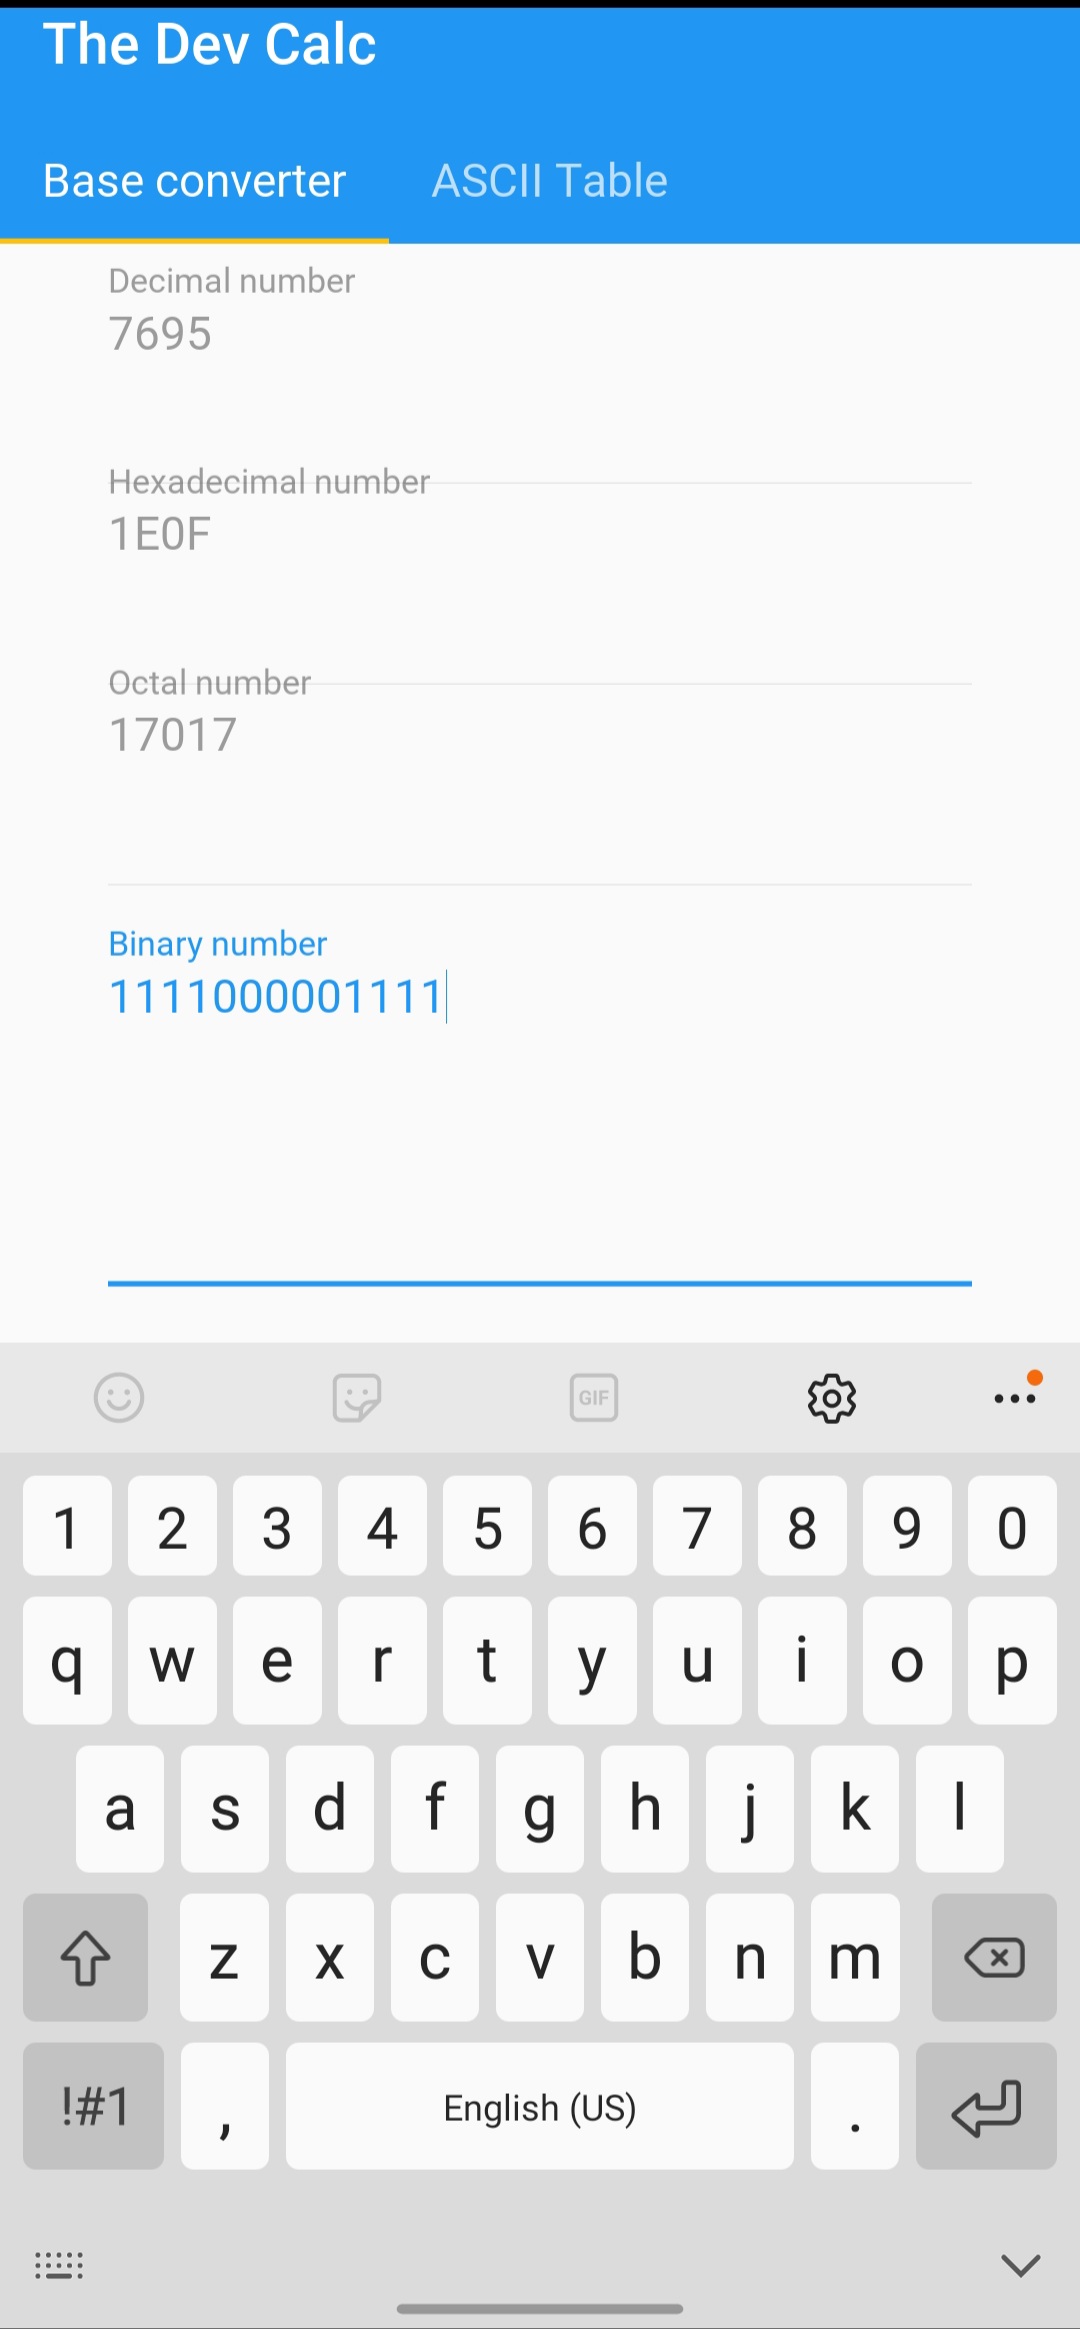 The Dev Calc
Base converter ASCII Table
Decimal number
7695
Hexadecimal number
1E0F
Octal number
17017
Binary number
1111000001111
GIF
1 2 3 4 5 6 7 8 9 0
q w e r t y u i o p
a s d f g h j k l
z x c v b n m
!#1 , English (US) .